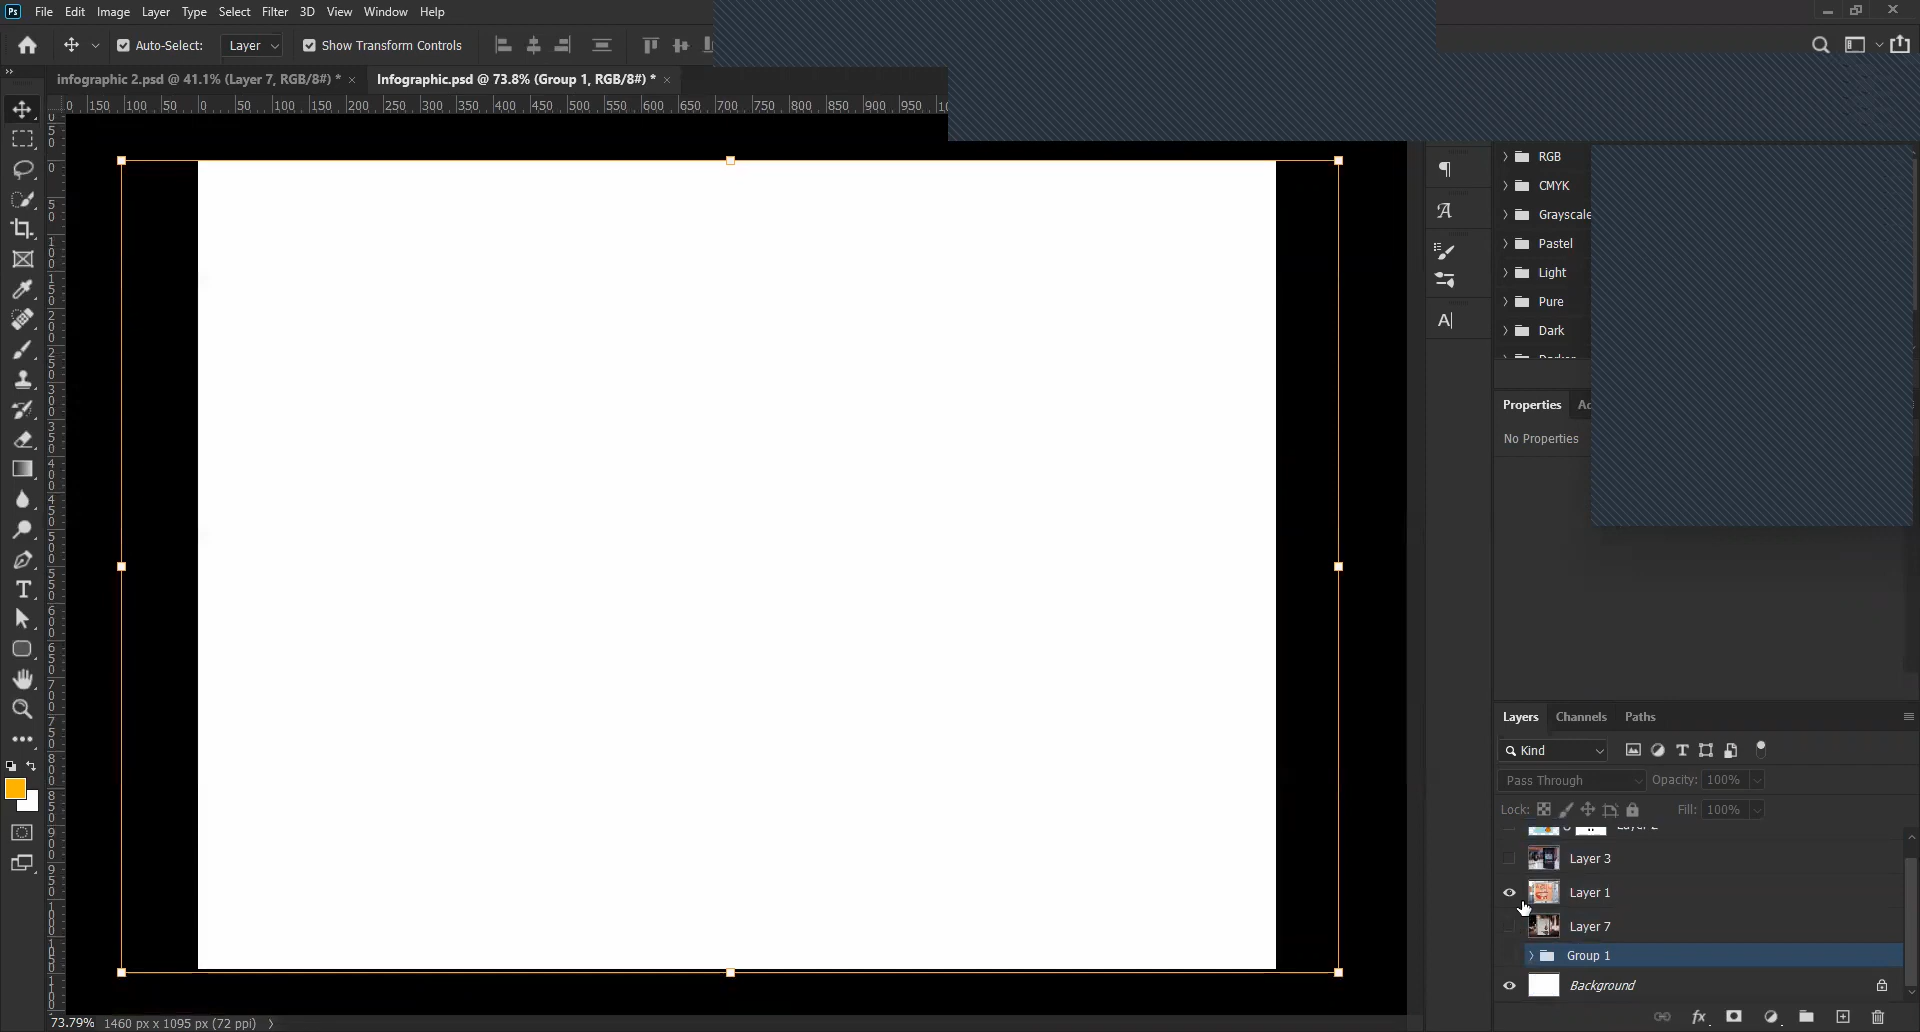 Ps File Edit Image Layer Type Select Filter 3D View Window Help
Auto-Select: Layer Show Transform Controls
infographic 2.psd @ 41.1% (Layer 7, RGB/8#) * × Infographic.psd @ 73.8% (Group 1, RGB/8#) * ×
0 150 100 50 0 50 100 150 200 250 300 350 400 450 500 550 600 650 700 750 800 850 900 950
RGB
CMYK
Grayscale
Pastel
Light
Pure
Dark
Properties
No Properties
Layers Channels Paths
Kind
Pass Through Opacity: 100%
Lock: Fill: 100%
Layer 3
Layer 1
Layer 7
Group 1
Background
73.79% 1460 px x 1095 px (72 ppi)